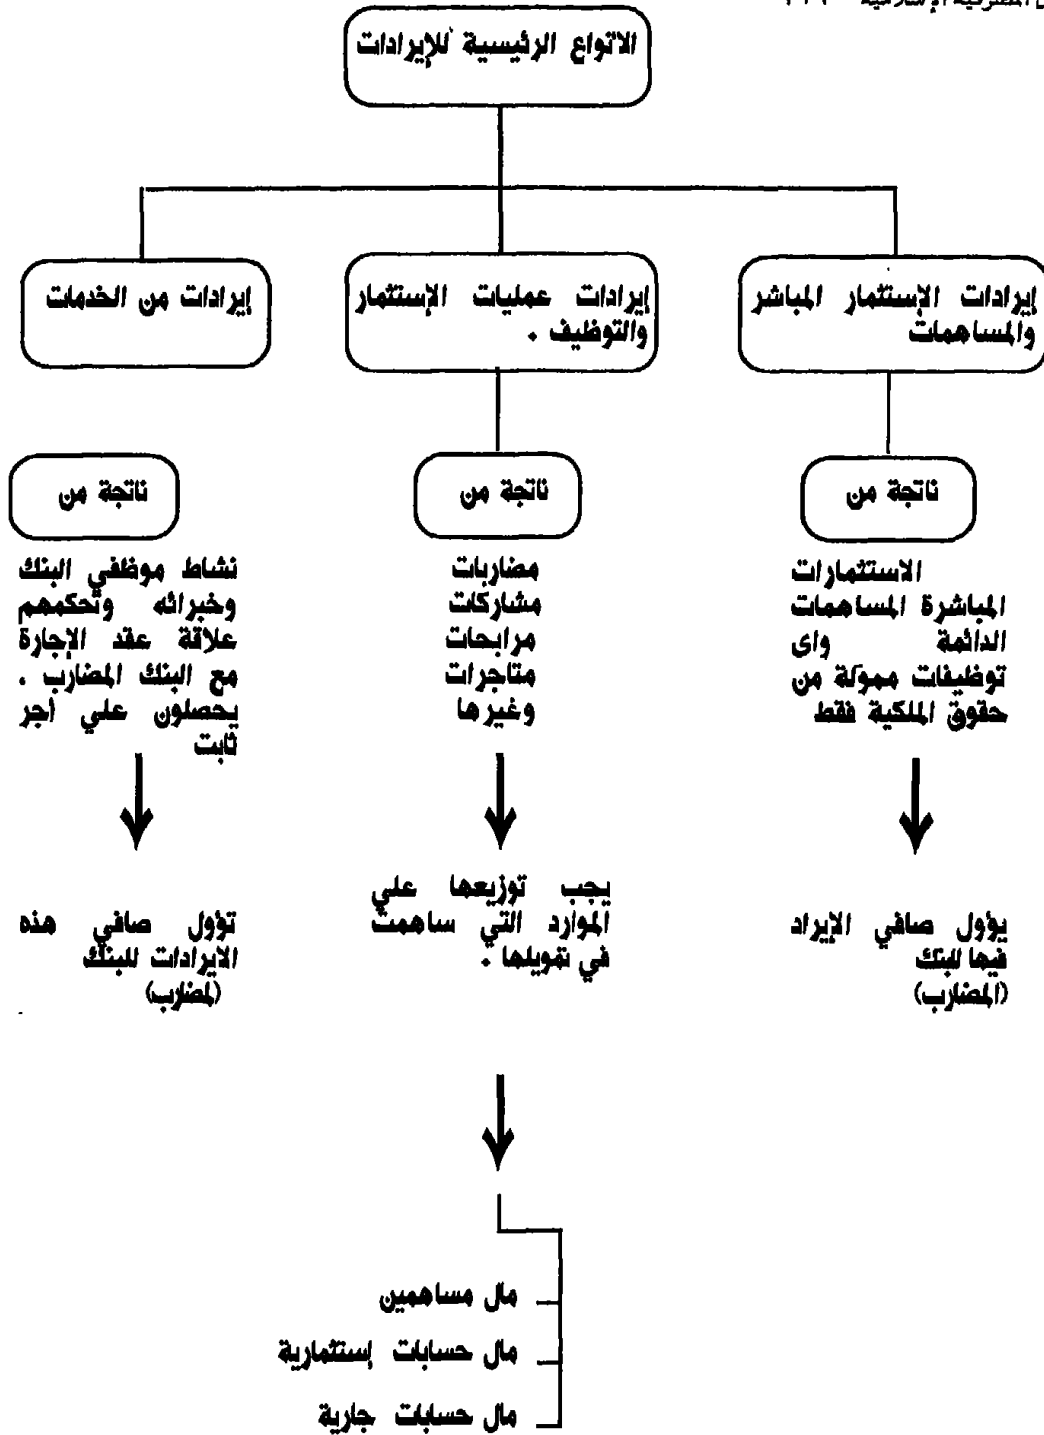 الانواع الرئيسية للإيرادات
إيرادات الإستثمار المباشر
والمساهمات
إيرادات عمليات الإستثمار
والتوظيف .
إيرادات من الخدمات
ناتجة من
ناتجة من
ناتجة من
الاستثمارات
المباشرة المساهمات
الدائمة واى
توظيفات ممولة من
حقوق الملكية فقط
مضاربات
مشاركات
مرابحات
متاجرات
وغيرها
نشاط موظفي البنك
وخبرائه وتحكمهم
علاقة عقد الإجارة
مع البنك المضارب .
يحصلون علي أجر
ثابت
يؤول صافي الإيراد
فيها للبنك
(المضارب)
يجب توزيعها علي
الموارد التي ساهمت
في تمويلها .
تؤول صافي هذه
الايرادات للبنك
(لمضارب)
مال مساهمين
مال حسابات إستثمارية
مال حسابات جارية